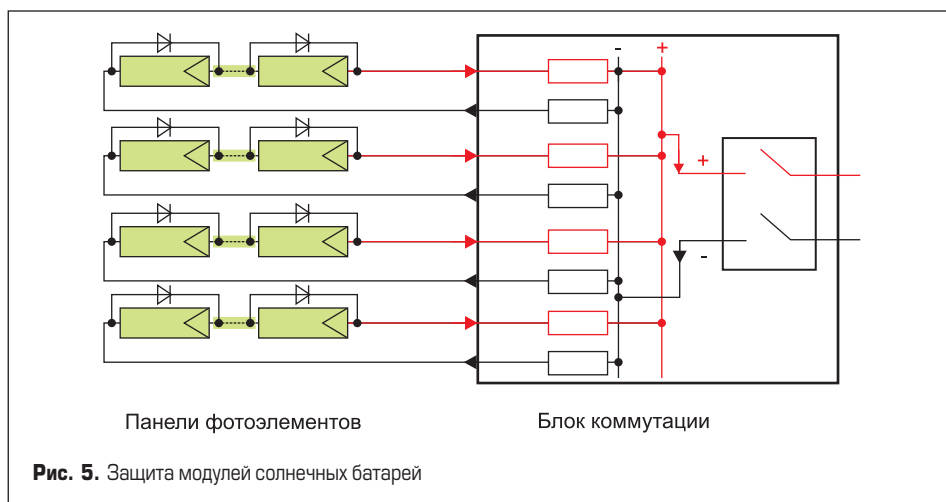 - +
+
-
Панели фотоэлементов
Блок коммутации
Рис. 5. Защита модулей солнечных батарей